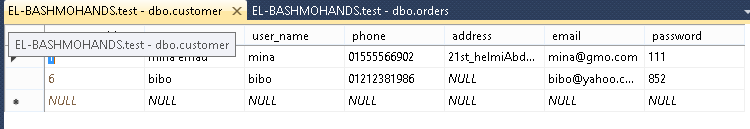 EL-BASHMOHANDS.test - dbo.customer EL-BASHMOHANDS.test - dbo.orders
user_name phone address email password
EL-BASHMOHANDS.test - dbo.customer
mina emad mina 01555566902 21st_helmiAbd... mina@gmo.com 111
6 bibo bibo 01212381986 NULL bibo@yahoo.c... 852
NULL NULL NULL NULL NULL NULL NULL